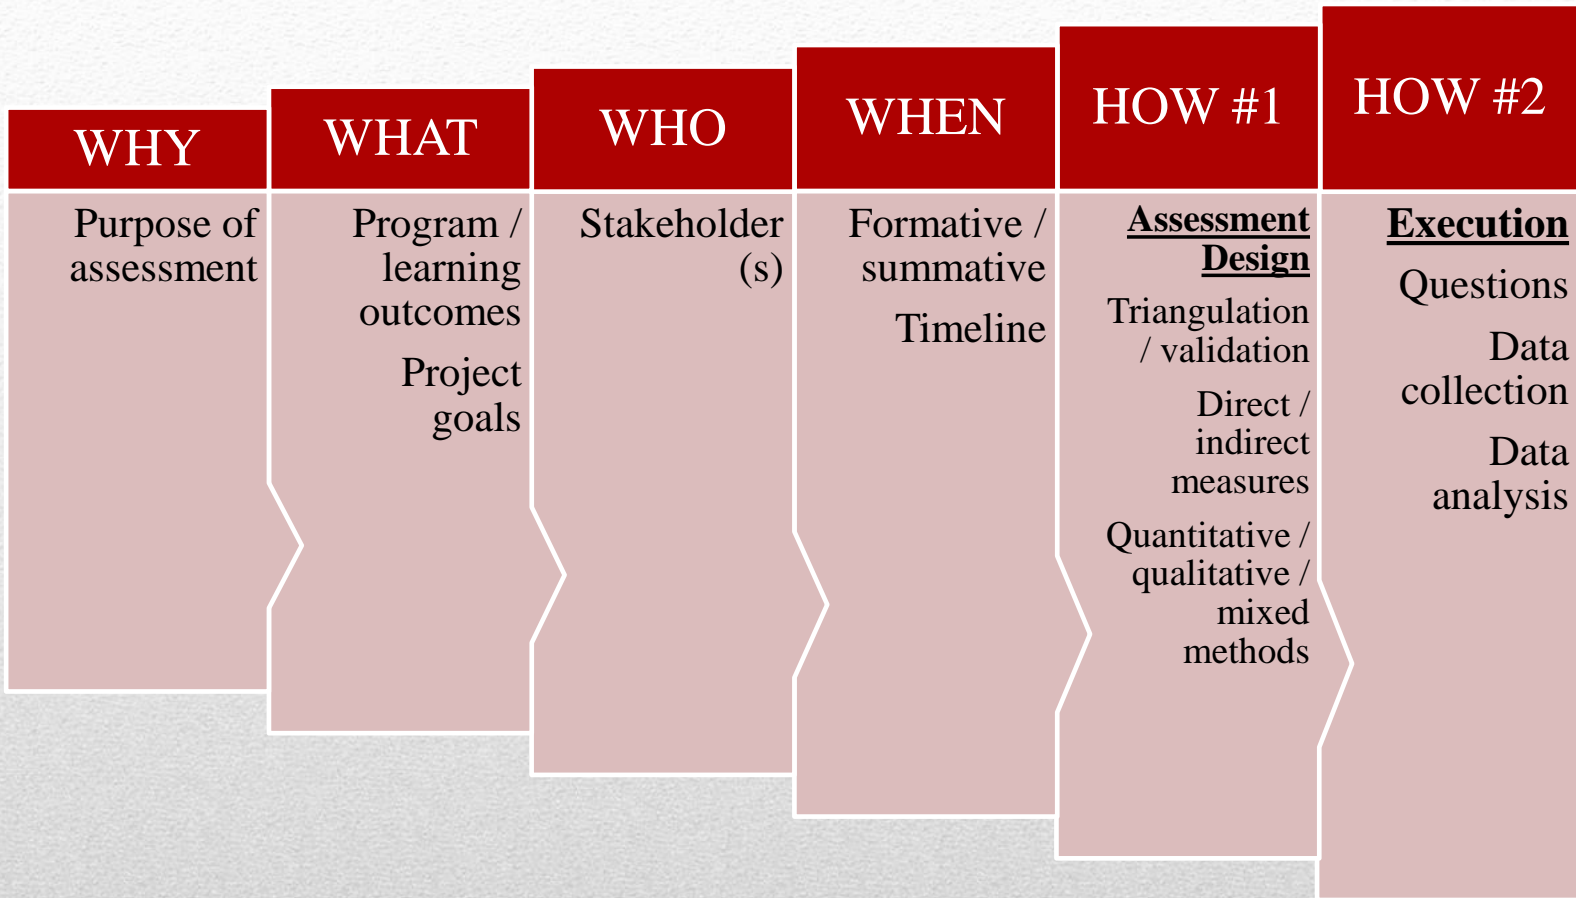 WHY
Purpose of
assessment
WHAT
Program /
learning
outcomes
Project
goals
WHO
Stakeholder
(s)
WHEN
Formative /
summative
Timeline
HOW #1
Assessment
Design
Triangulation
/ validation
Direct /
indirect
measures
Quantitative /
qualitative /
mixed
methods
HOW #2
Execution
Questions
Data
collection
Data
analysis